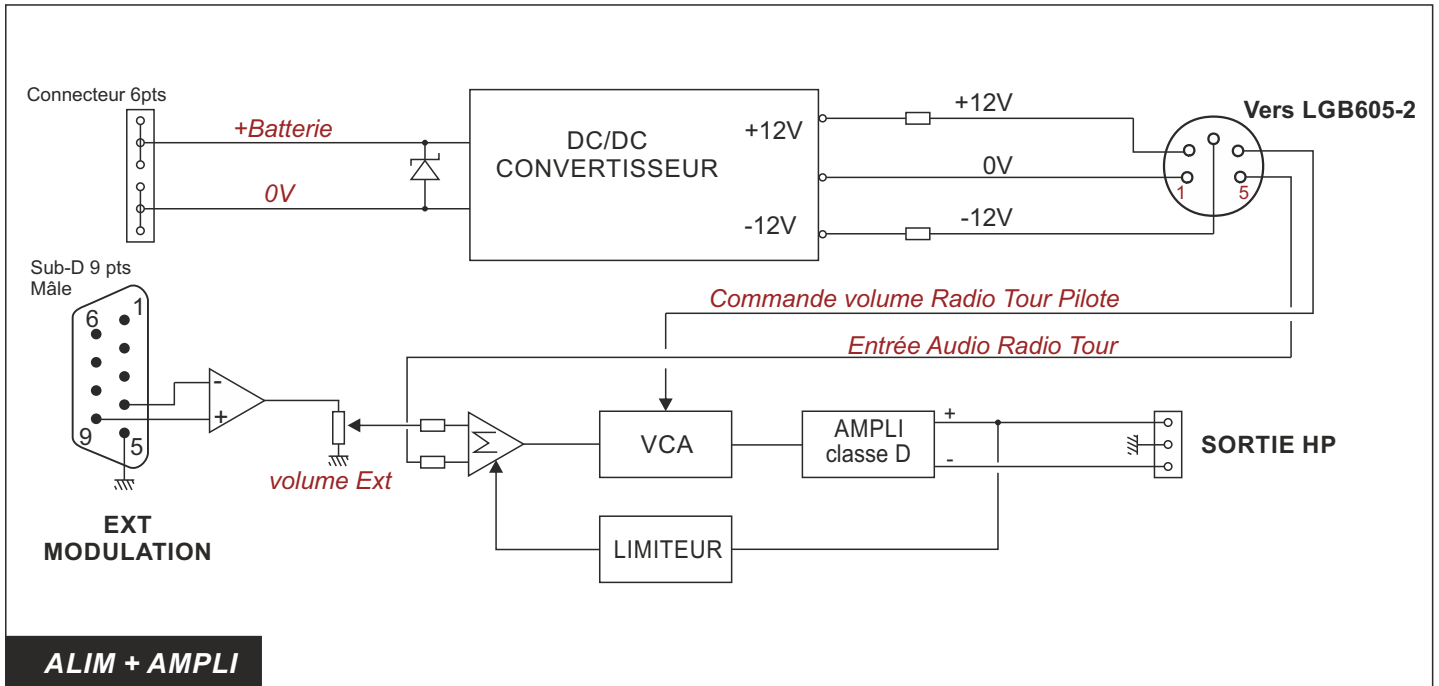 Connecteur 6pts
+Batterie
0V
DC/DC
CONVERTISSEUR
+12V
-12V
+12V
0V
-12V
Vers LGB605-2
1
5
Sub-D 9 pts
Mâle
1
6
9
5
EXT
MODULATION
-
+
volume Ext
Commande volume Radio Tour Pilote
Entrée Audio Radio Tour
Σ
VCA
AMPLI
classe D
+
-
SORTIE HP
LIMITEUR
ALIM + AMPLI